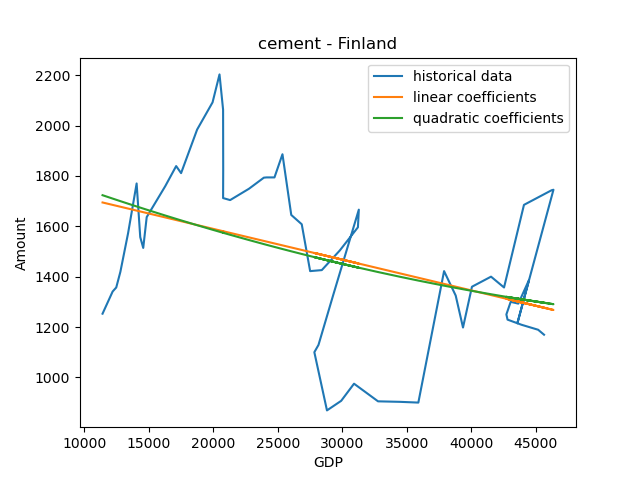 cement - Finland
historical data
linear coefficients
quadratic coefficients
2200
2000
1800
1600
1400
1200
1000
Amount
10000 15000 20000 25000 30000 35000 40000 45000
GDP